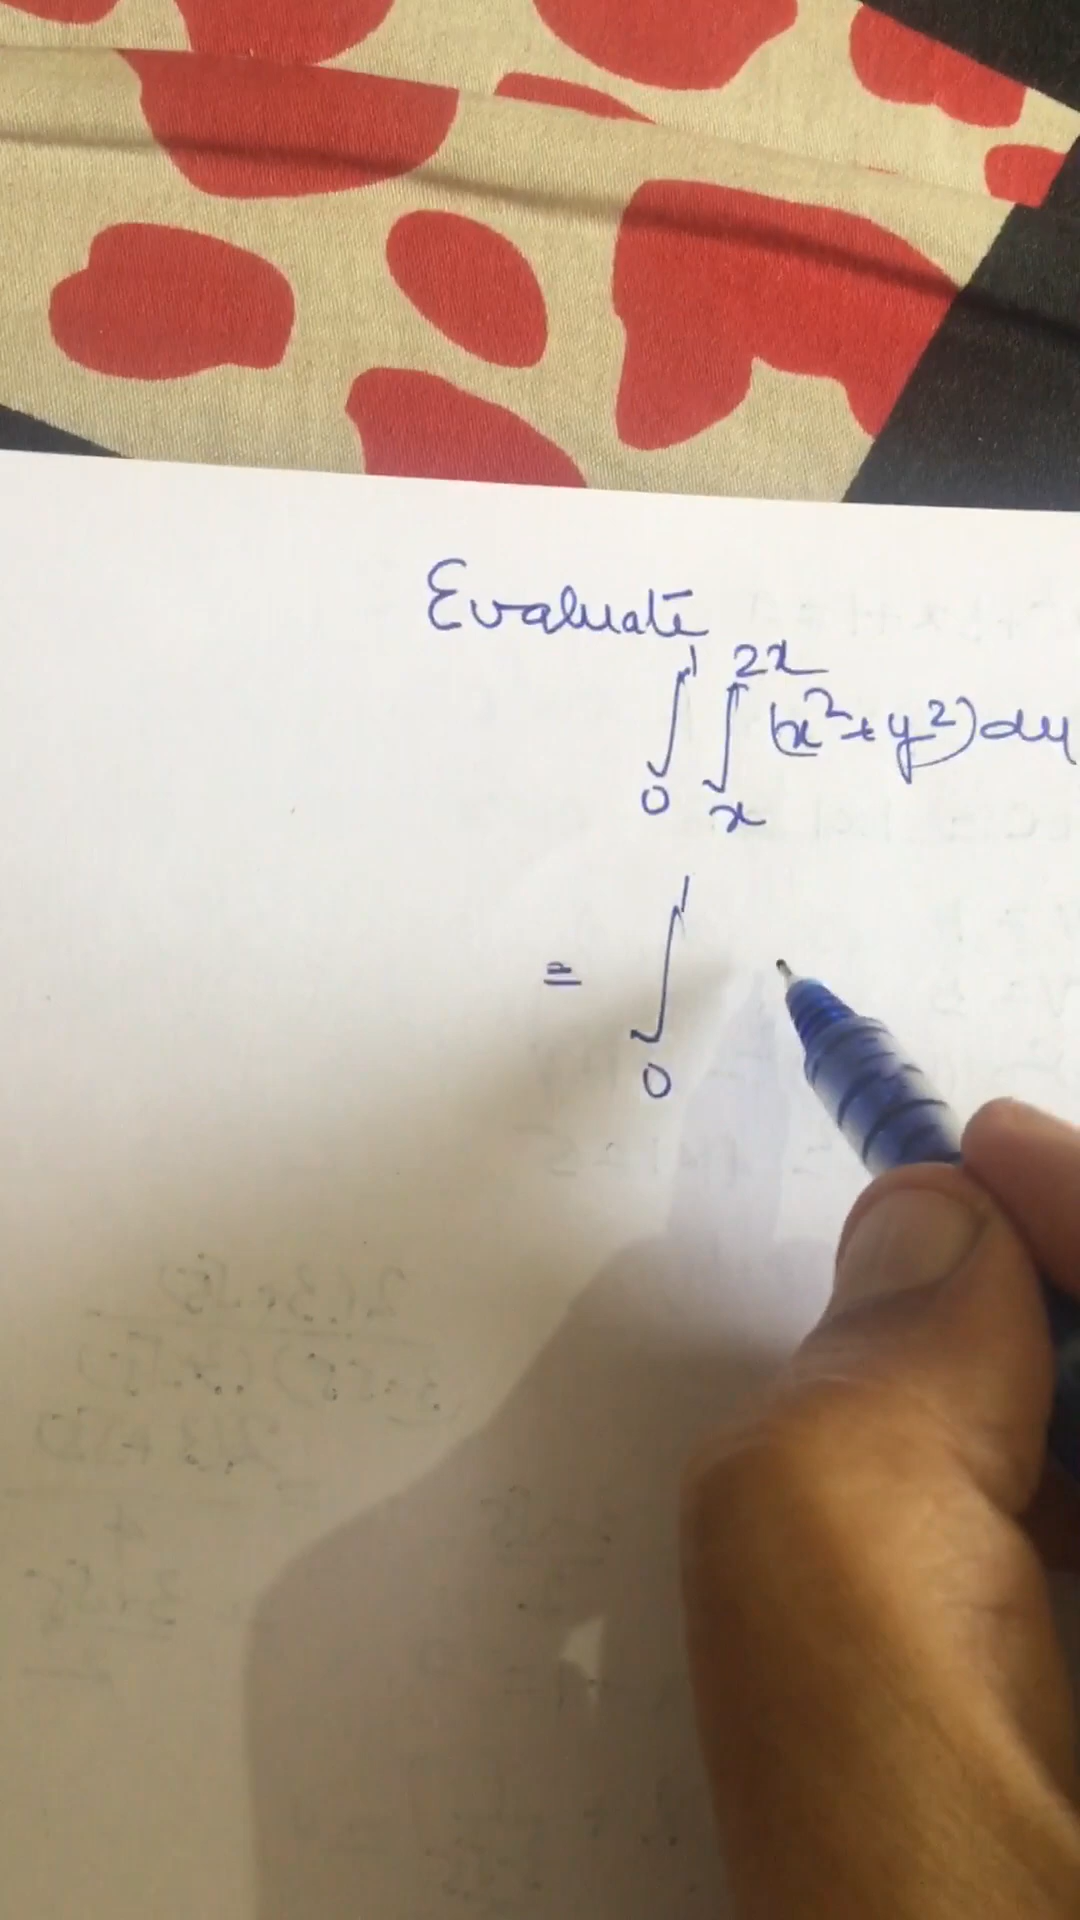 Evaluate
∫₀¹ ∫ₓ²ˣ (x²+y²)dy
= ∫₀¹